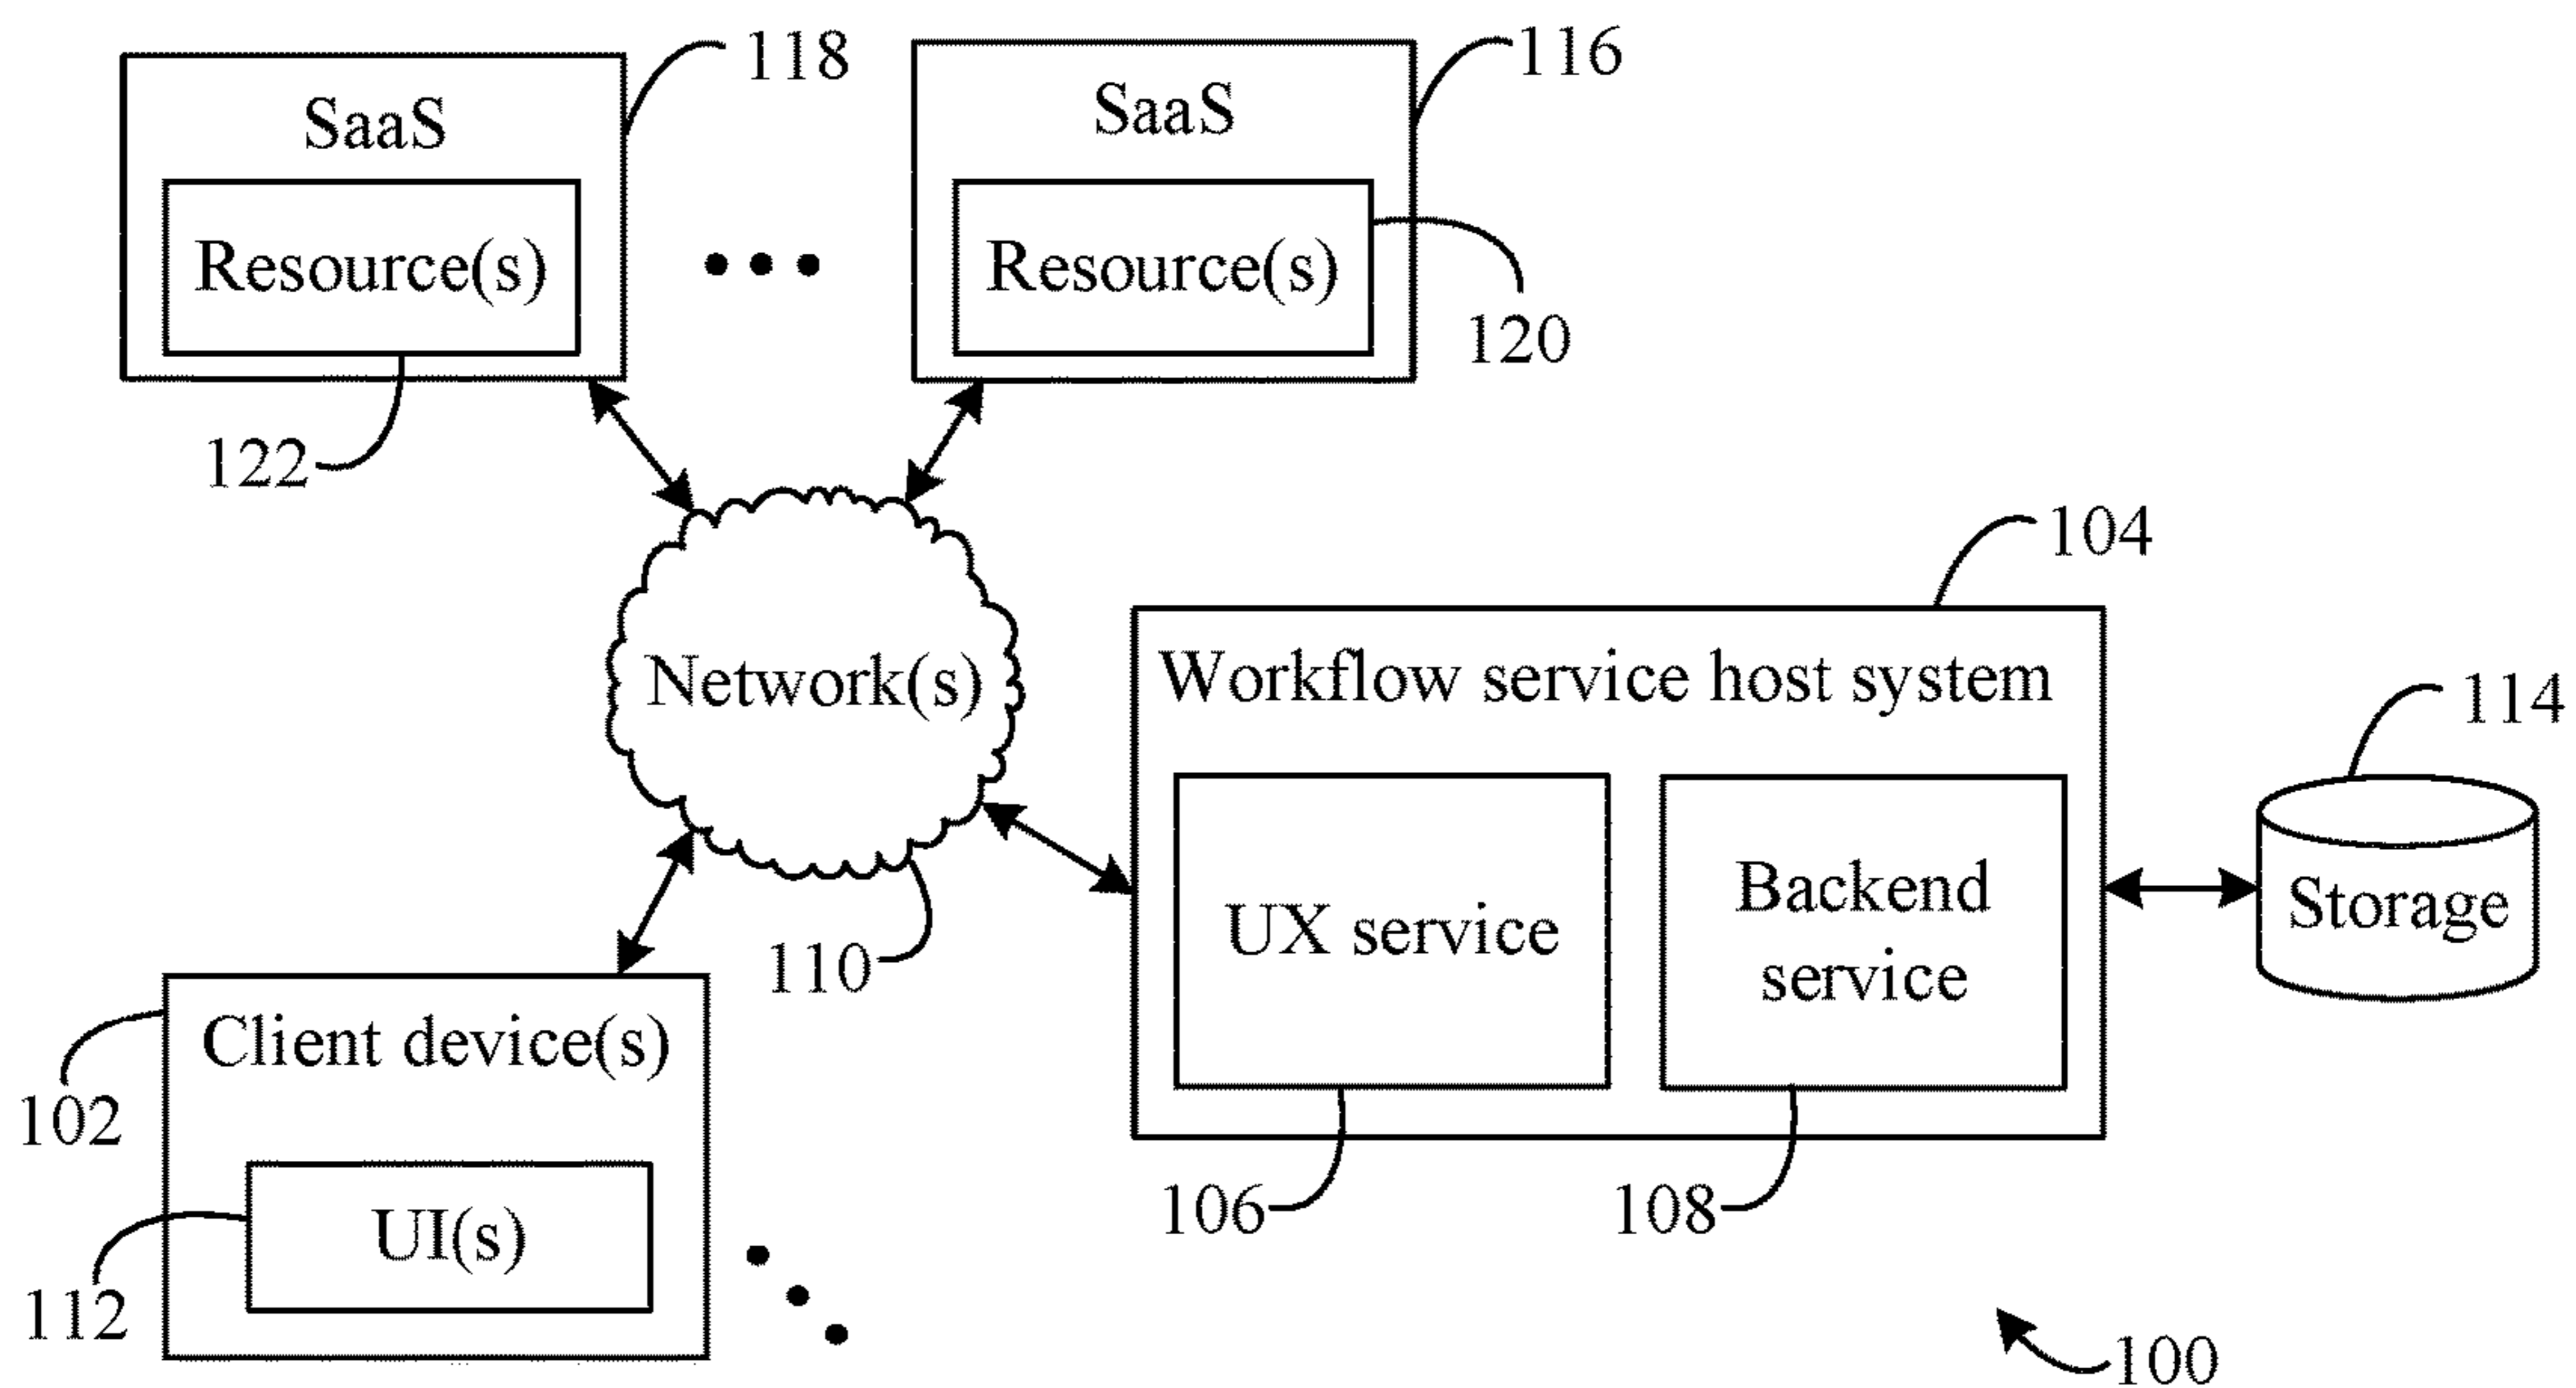 118
116
SaaS
SaaS
Resource(s)
Resource(s)
120
122
104
Network(s)
Workflow service host system
114
UX service
Backend
service
Storage
110
Client device(s)
102
106
108
UI(s)
112
100